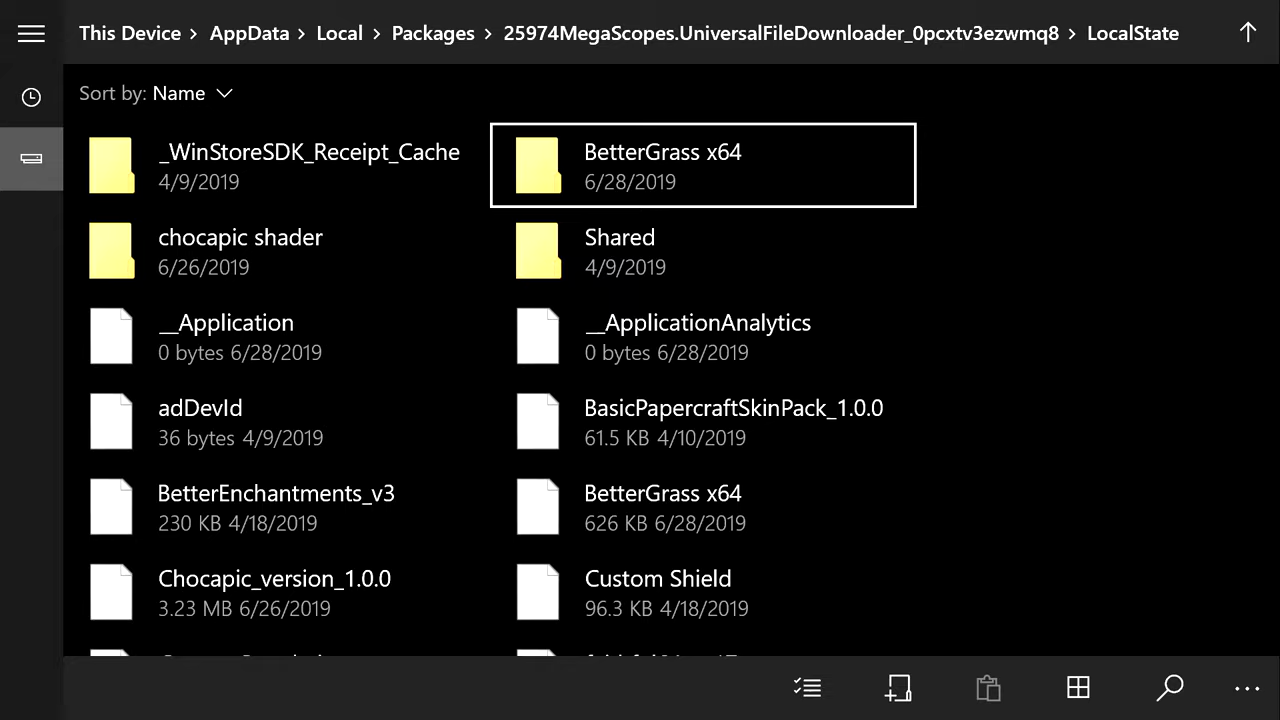 This Device > AppData > Local > Packages > 25974MegaScopes.UniversalFileDownloader_0pcxtv3ezwmq8 > LocalState
Sort by: Name
_WinStoreSDK_Receipt_Cache
4/9/2019
BetterGrass x64
6/28/2019
chocapic shader
6/26/2019
Shared
4/9/2019
__Application
0 bytes 6/28/2019
__ApplicationAnalytics
0 bytes 6/28/2019
adDevId
36 bytes 4/9/2019
BasicPapercraftSkinPack_1.0.0
61.5 KB 4/10/2019
BetterEnchantments_v3
230 KB 4/18/2019
BetterGrass x64
626 KB 6/28/2019
Chocapic_version_1.0.0
3.23 MB 6/26/2019
Custom Shield
96.3 KB 4/18/2019